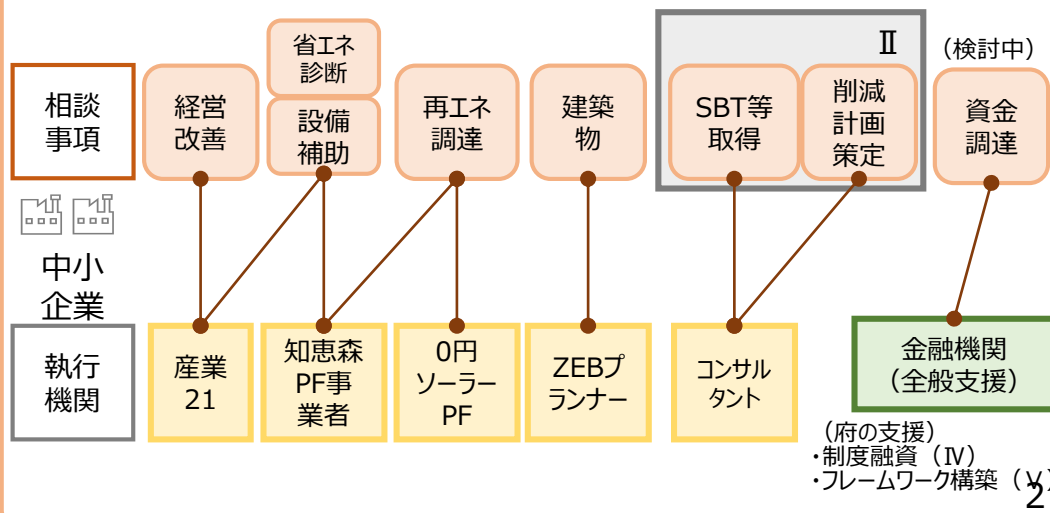 相談
事項
経営
改善
省エネ
診断
設備
補助
再エネ
調達
建築
物
Ⅱ
SBT等
取得
削減
計画
策定
(検討中)
資金
調達
中小
企業
執行
機関
産業
21
知恵森
PF事
業者
0円
ソーラー
PF
ZEBプ
ランナー
コンサル
タント
金融機関
(全般支援)
(府の支援)
・制度融資(Ⅳ)
・フレームワーク構築(Ⅴ)
2